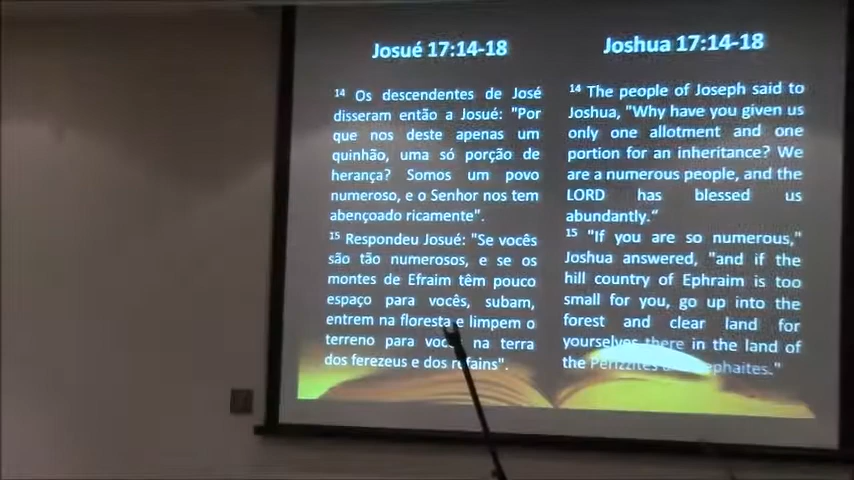 Josué 17:14-18
14 Os descendentes de José
disseram então a Josué: "Por
que nos deste apenas um
quinhão, uma só porção de
herança? Somos um povo
numeroso, e o Senhor nos tem
abençoado ricamente".
15 Respondeu Josué: "Se vocês
são tão numerosos, e se os
montes de Efraim têm pouco
espaço para vocês, subam,
entrem na floresta e limpem o
terreno para vocês na terra
dos ferezeus e dos refains".
Joshua 17:14-18
14 The people of Joseph said to
Joshua, "Why have you given us
only one allotment and one
portion for an inheritance? We
are a numerous people, and the
LORD has blessed us
abundantly."
15 "If you are so numerous,"
Joshua answered, "and if the
hill country of Ephraim is too
small for you, go up into the
forest and clear land for
yourselves there in the land of
the Perizzites and Rephaites."